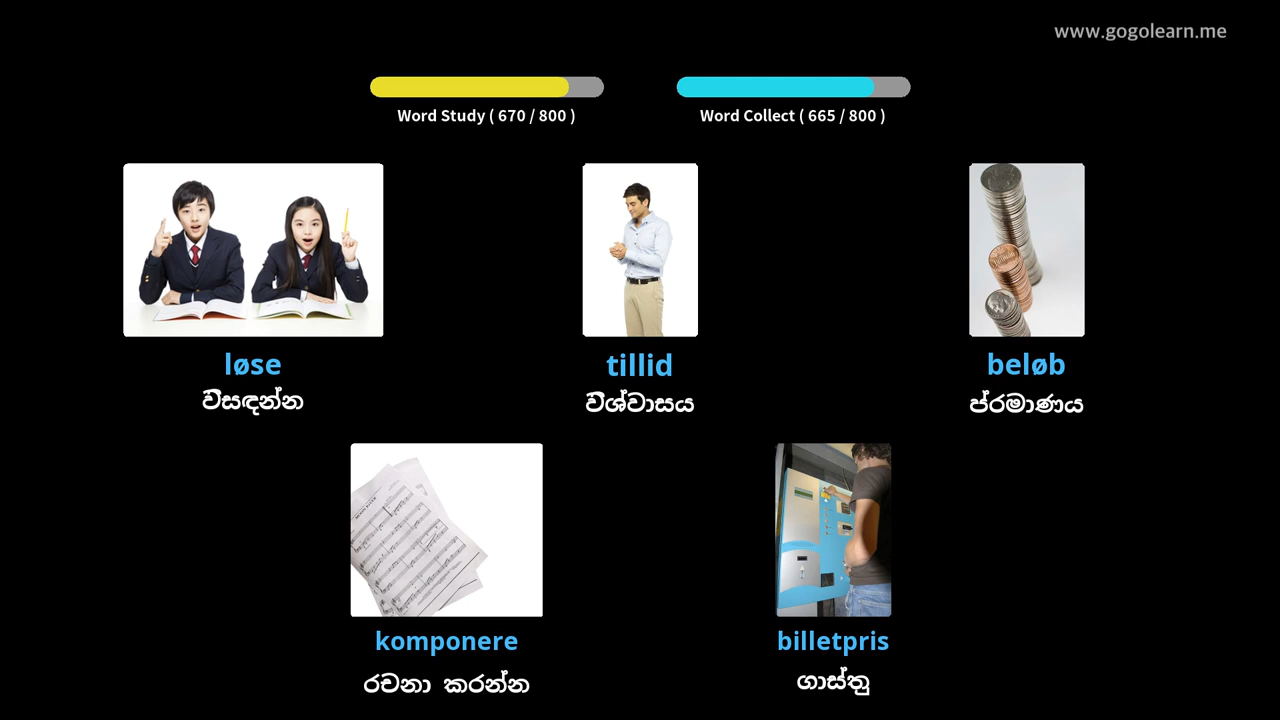 www.gogolearn.me
Word Study ( 670 / 800 )
Word Collect ( 665 / 800 )
løse
විසඳන්න
tillid
විශ්වාසය
beløb
ප්රමාණය
komponere
රචනා කරන්න
billetpris
ගාස්තු